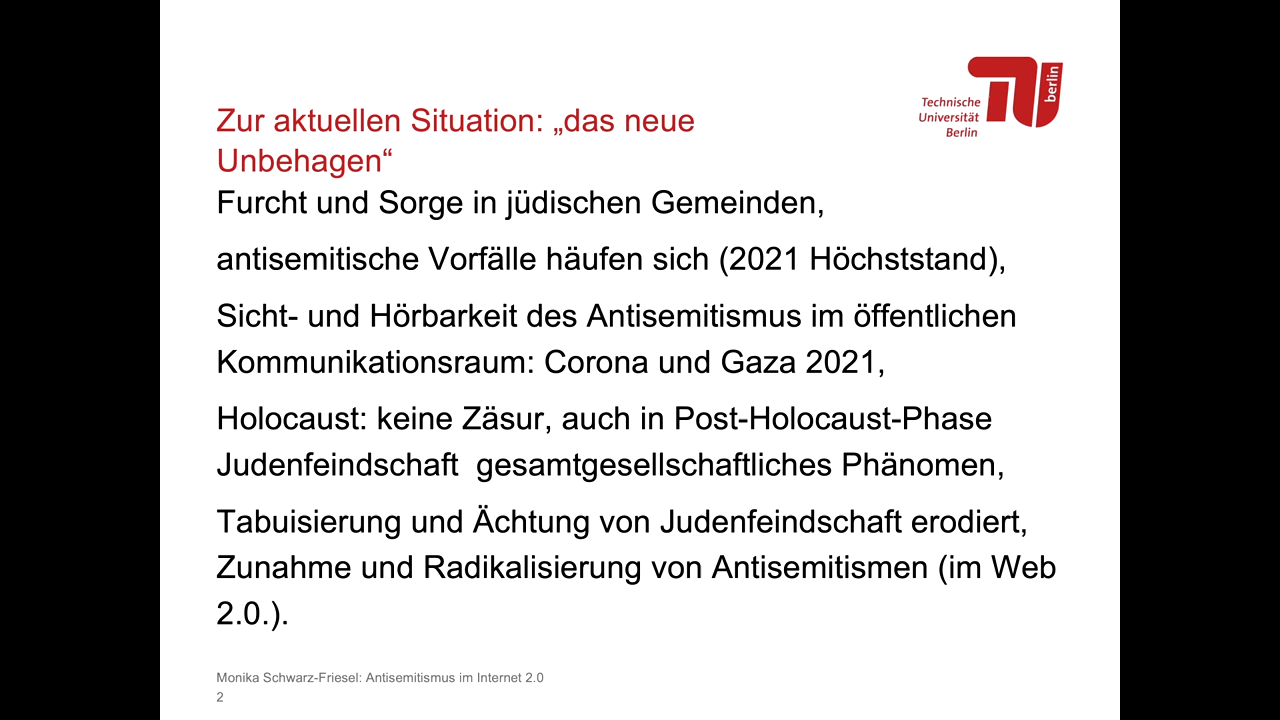 Technische
Universität
Berlin
berlin
Zur aktuellen Situation: „das neue
Unbehagen“
Furcht und Sorge in jüdischen Gemeinden,
antisemitische Vorfälle häufen sich (2021 Höchststand),
Sicht- und Hörbarkeit des Antisemitismus im öffentlichen
Kommunikationsraum: Corona und Gaza 2021,
Holocaust: keine Zäsur, auch in Post-Holocaust-Phase
Judenfeindschaft  gesamtgesellschaftliches Phänomen,
Tabuisierung und Ächtung von Judenfeindschaft erodiert,
Zunahme und Radikalisierung von Antisemitismen (im Web
2.0.).
Monika Schwarz-Friesel: Antisemitismus im Internet 2.0
2